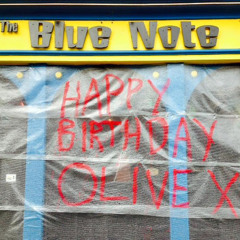 The Blue Note
HAPPY
BIRTHDAY
OLIVE X